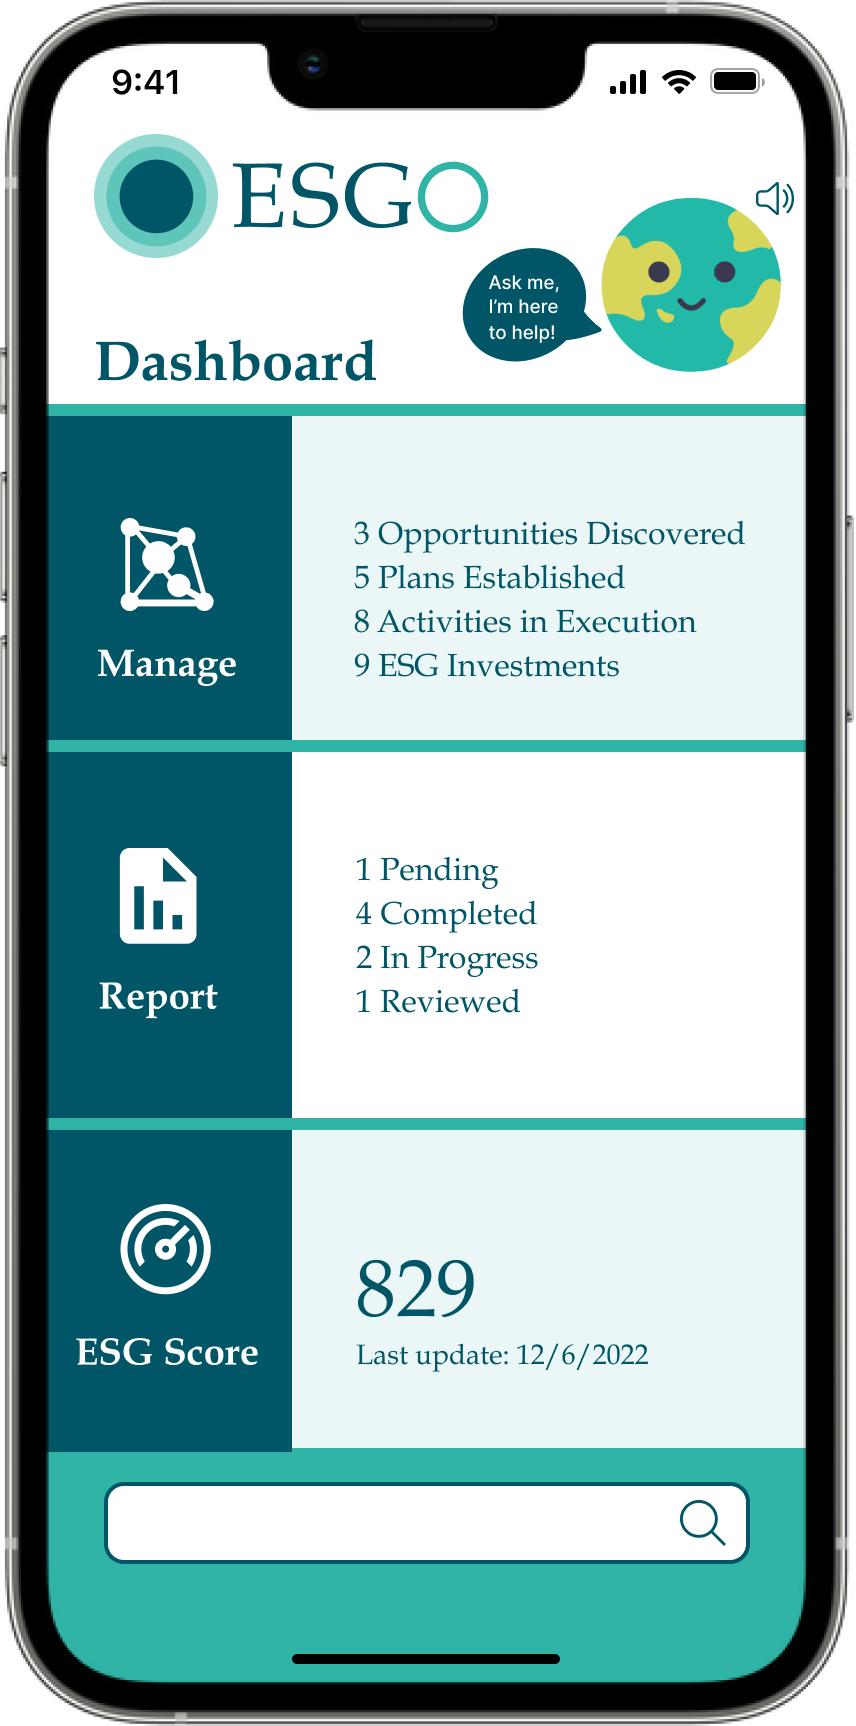 9:41
ESGO
Ask me,
I'm here
to help!
Dashboard
Manage
3 Opportunities Discovered
5 Plans Established
8 Activities in Execution
9 ESG Investments
Report
1 Pending
4 Completed
2 In Progress
1 Reviewed
ESG Score
829
Last update: 12/6/2022